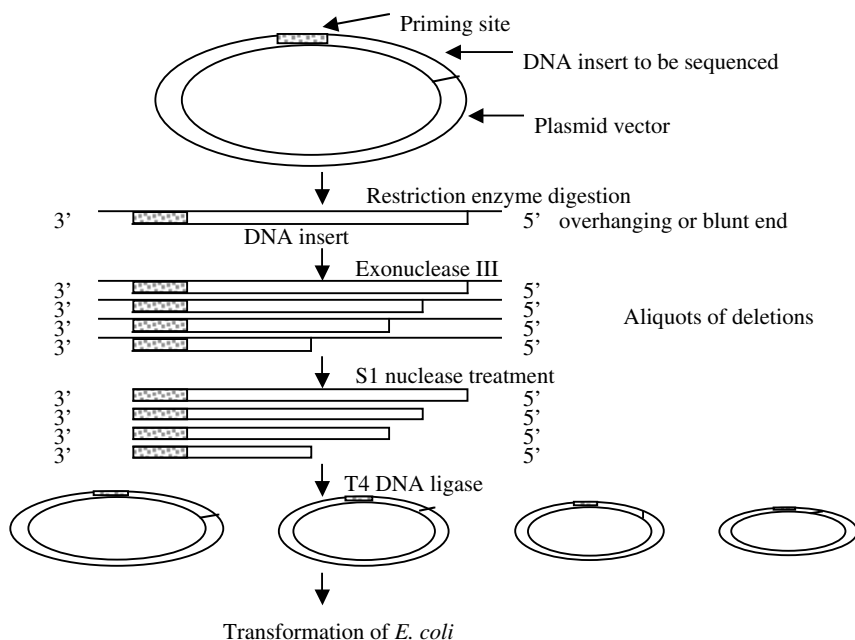 Priming site
DNA insert to be sequenced
Plasmid vector
Restriction enzyme digestion
3’ 5’ overhanging or blunt end
DNA insert
Exonuclease III
3’ 5’
3’ 5’ Aliquots of deletions
3’ 5’
3’ 5’
S1 nuclease treatment
3’ 5’
3’ 5’
3’ 5’
3’ 5’
T4 DNA ligase
Transformation of E. coli